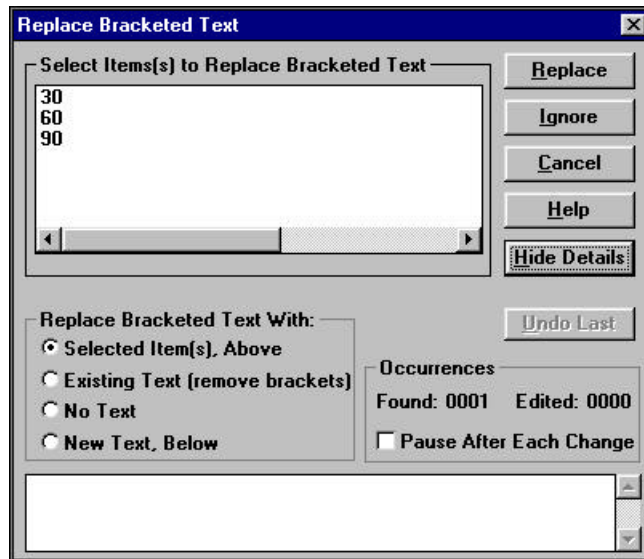 Replace Bracketed Text
Select Items(s) to Replace Bracketed Text
30
60
90
Replace
Ignore
Cancel
Help
Hide Details
Undo Last
Replace Bracketed Text With:
Selected Item(s), Above
Existing Text (remove brackets)
No Text
New Text, Below
Occurrences
Found: 0001 Edited: 0000
Pause After Each Change